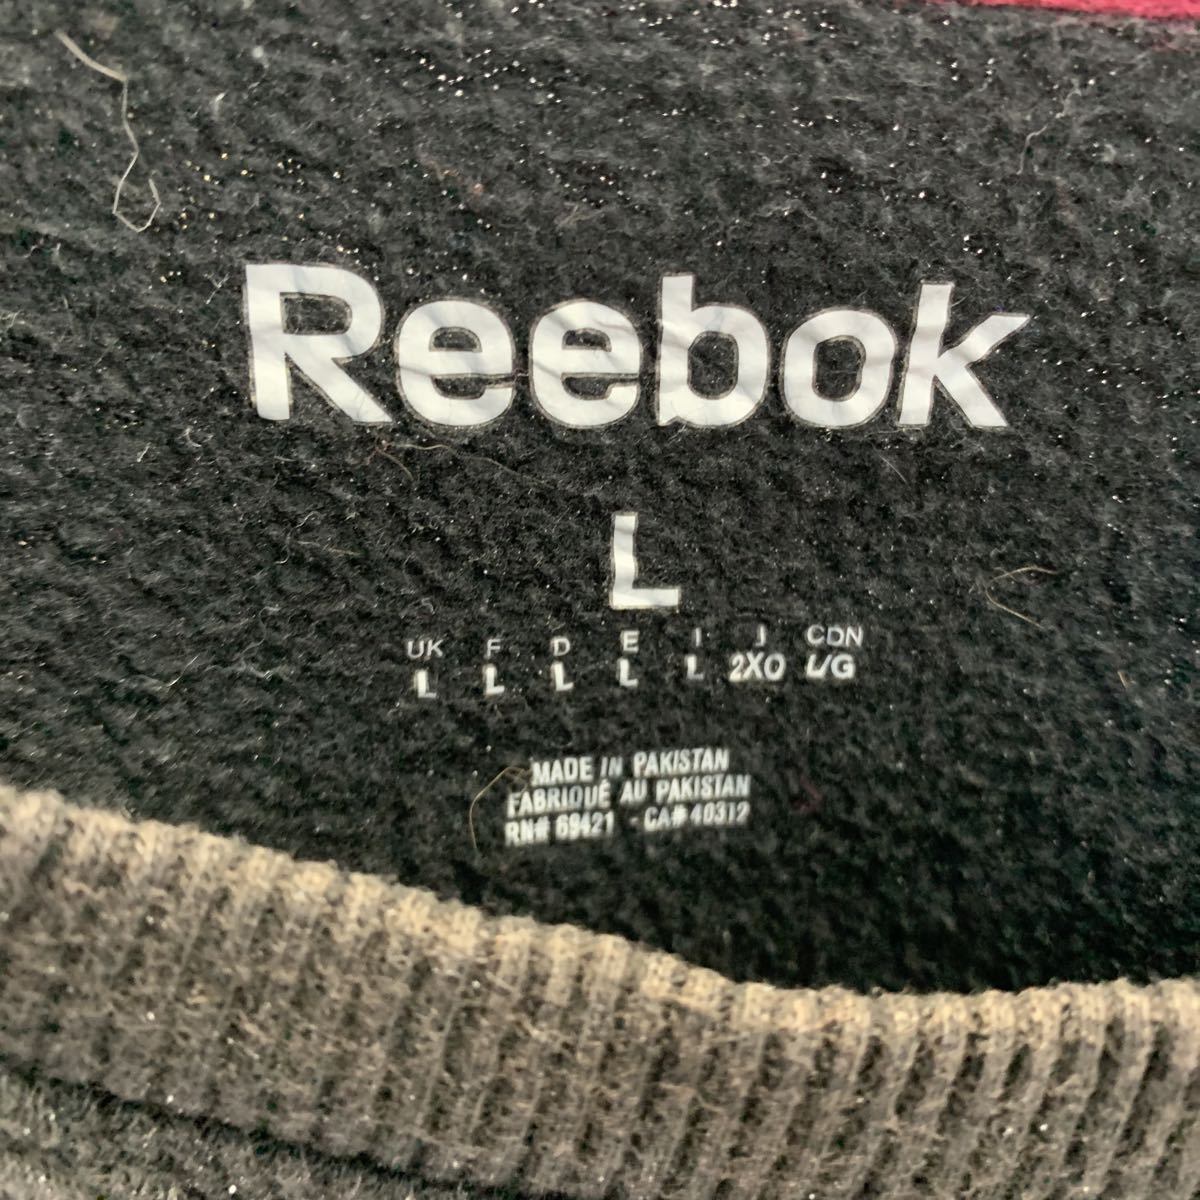 Reebok
L
UK F D E I J CDN
L L L L L 2XO L/G
MADE IN PAKISTAN
FABRIQUÉ AU PAKISTAN
RN# 69421 - CA# 40312